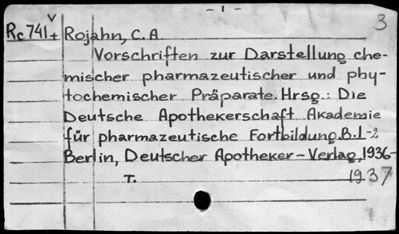 - 1 -
3
Rc 741 v + Rojahn, C.A
Vorschriften zur Darstellung che-
mischer pharmazeutischer und phy-
tochemischer Präparate. Hrsg.: Die
Deutsche Apothekerschaft Akademie
für pharmazeutische Fortbildung. B.1-2
Berlin, Deutscher Apotheker-Verlag, 1936-
T. 1937